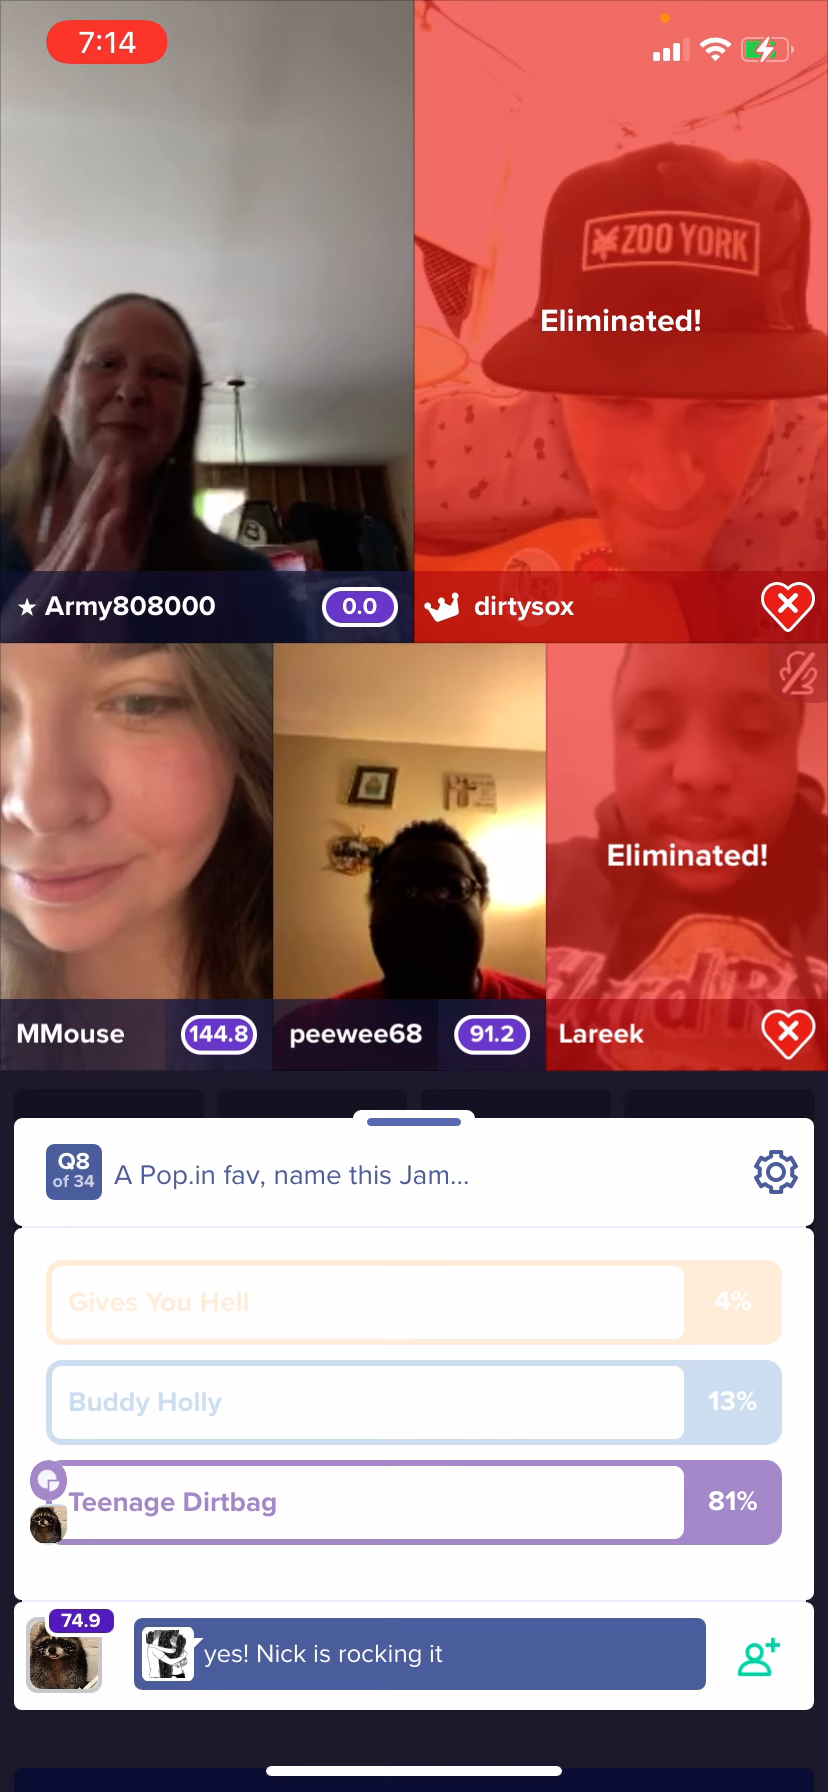 7:14
ZOO YORK
Eliminated!
★ Army808000
0.0
dirtysox
Eliminated!
Hard R
MMouse
144.8
peewee68
91.2
Lareek
Q8
of 34
A Pop.in fav, name this Jam...
Gives You Hell
4%
Buddy Holly
13%
Teenage Dirtbag
81%
74.9
yes! Nick is rocking it